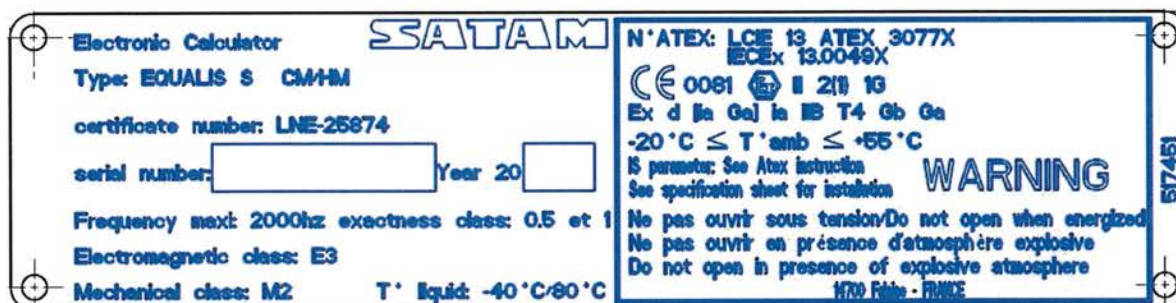 SATAM
Electronic Calculator
Type: EQUALIS S CM/HM
certificate number: LNE-25874
serial number: Year 20
Frequency maxi: 2000hz exactness class: 0.5 et 1
Electromagnetic class: E3
Mechanical class: M2 T° liquid: -40°C/80°C
N°ATEX: LCIE 13 ATEX 3077X
IECEx 13.0049X
CE 0081 Ex II 2(1) 1G
Ex d [ia Ga] ia IIB T4 Gb Ga
-20°C ≤ T°amb ≤ +55°C
IS parameter: See Atex instruction
See specification sheet for installation
WARNING
Ne pas ouvrir sous tension/Do not open when energized
Ne pas ouvrir en présence d'atmosphère explosive
Do not open in presence of explosive atmosphere
14700 Falaise - FRANCE
517451